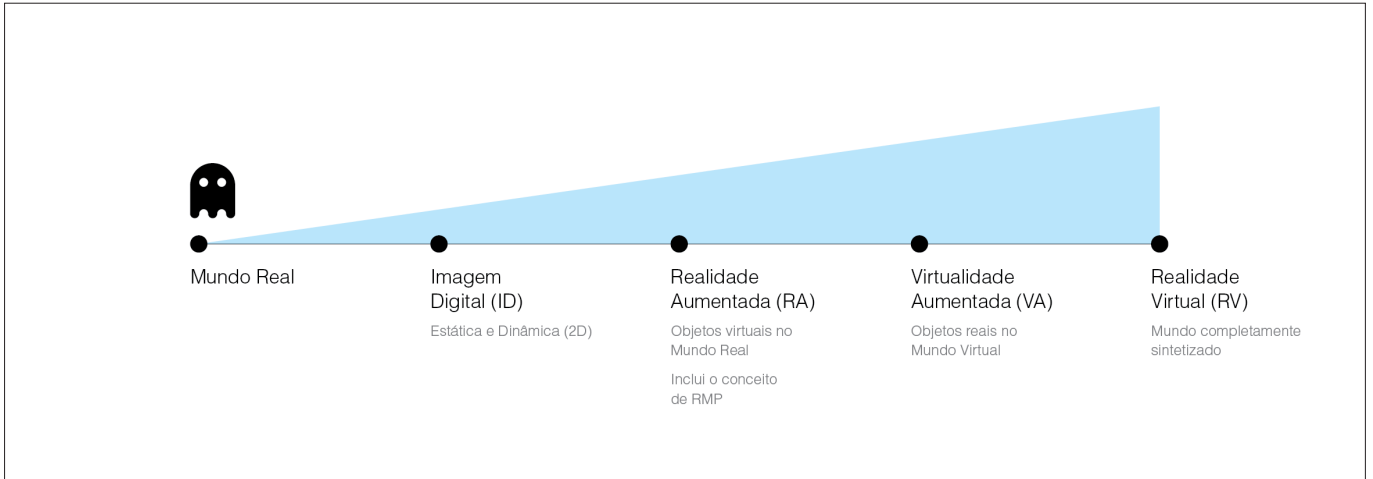 Mundo Real
Imagem
Digital (ID)
Estática e Dinâmica (2D)
Realidade
Aumentada (RA)
Objetos virtuais no
Mundo Real
Inclui o conceito
de RMP
Virtualidade
Aumentada (VA)
Objetos reais no
Mundo Virtual
Realidade
Virtual (RV)
Mundo completamente
sintetizado